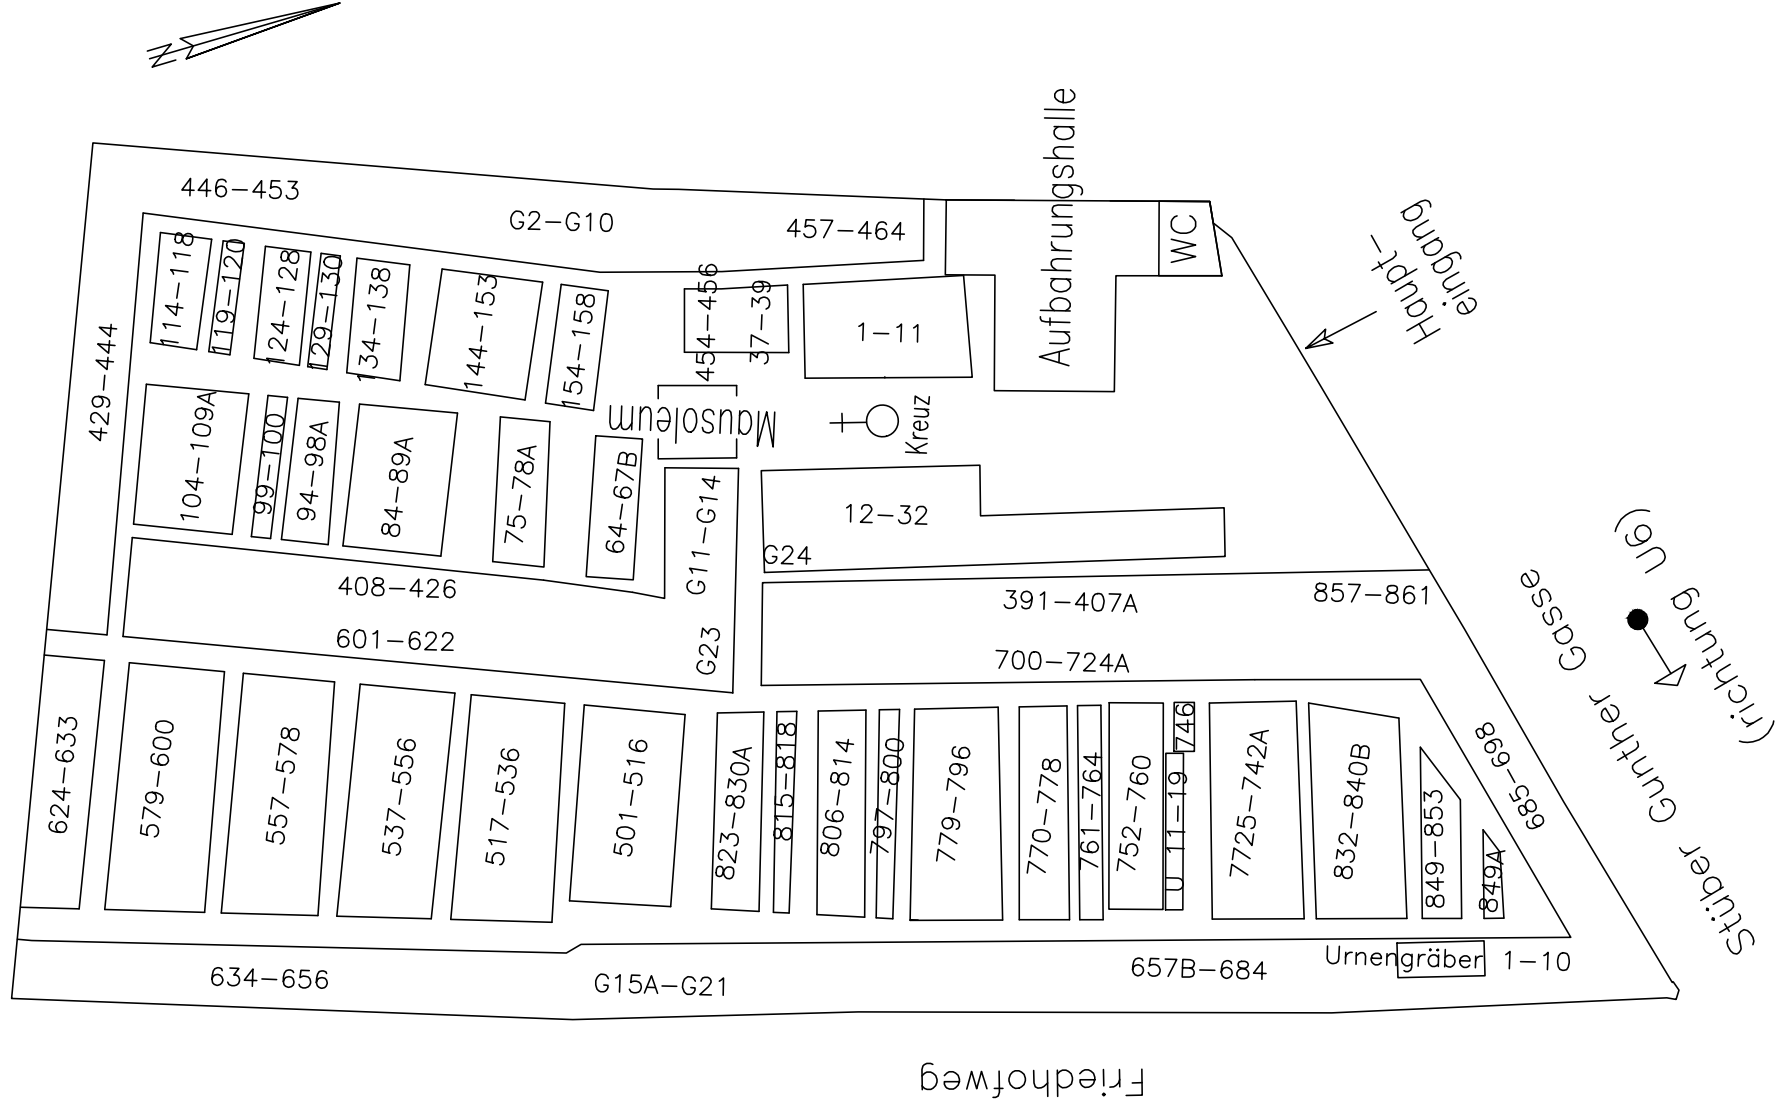 N
446-453
G2-G10
457-464
Aufbahrungshalle
WC
Haupt-
eingang
429-444
114-118
119-120
124-128
129-130
134-138
144-153
154-158
454-456
37-39
1-11
104-109A
99-100
94-98A
84-89A
75-78A
64-67B
Mausoleum
Kreuz
G11-G14
12-32
G24
408-426
391-407A
857-861
601-622
G23
700-724A
Stüber Gunther Gasse
(richtung U6)
624-633
579-600
557-578
537-556
517-536
501-516
823-830A
815-818
806-814
797-800
779-796
770-778
761-764
752-760
746
U 11-19
7725-742A
832-840B
849-853
849A
685-698
634-656
G15A-G21
657B-684
Urnengräber 1-10
Friedhofweg